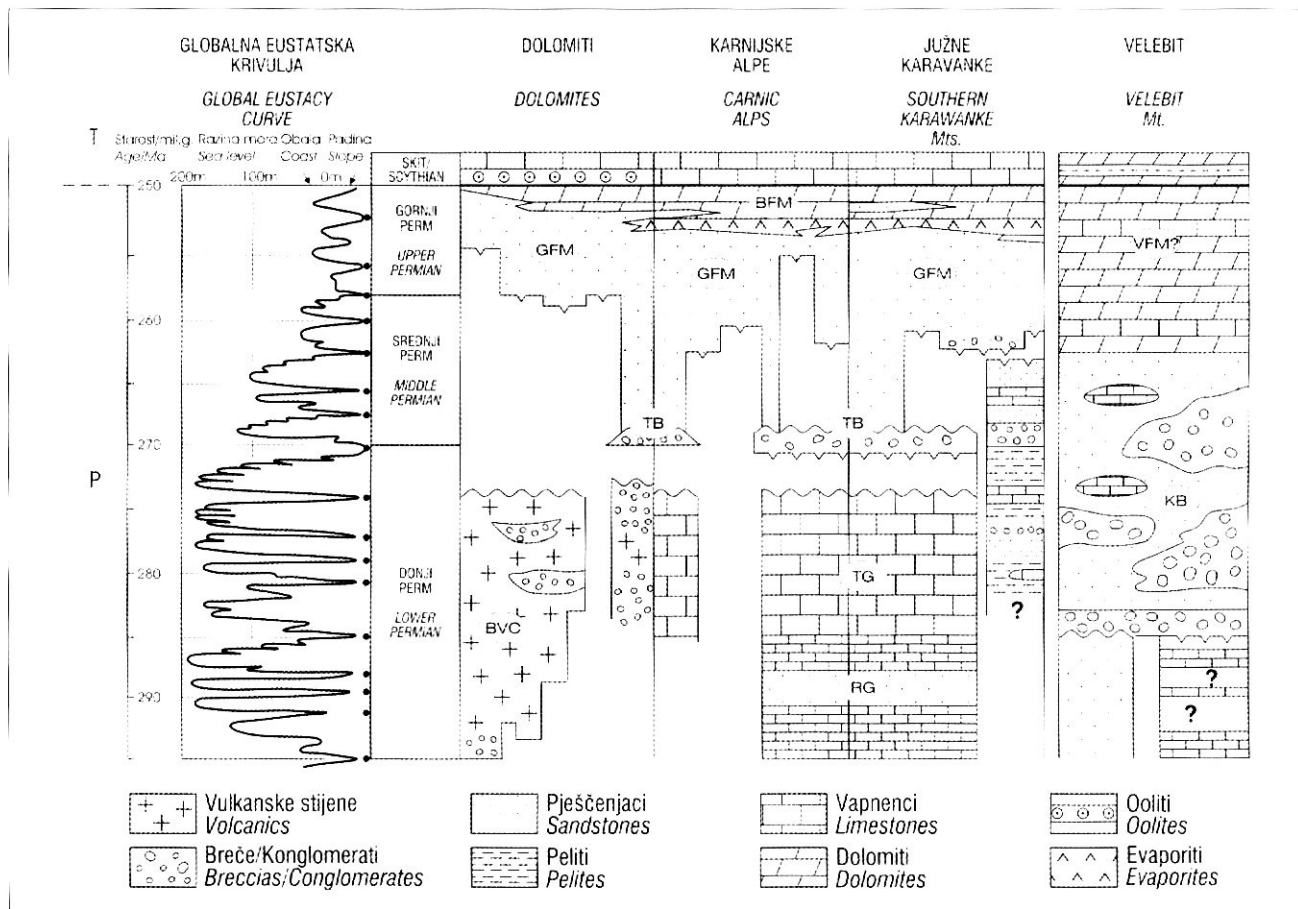 GLOBALNA EUSTATSKA
KRIVULJA
GLOBAL EUSTACY
CURVE
DOLOMITI
DOLOMITES
KARNIJSKE
ALPE
CARNIC
ALPS
JUŽNE
KARAVANKE
SOUTHERN
KARAWANKE
Mts.
VELEBIT
VELEBIT
Mt.
T
Starost/mil.g. Razina mora Obala Padina
Age/Ma Sea level Coast Slope
200m 100m 0m
SKIT/
SCYTHIAN
250
GORNJI
PERM
UPPER
PERMIAN
260
SREDNJI
PERM
MIDDLE
PERMIAN
270
P
280
DONJI
PERM
LOWER
PERMIAN
290
BFM
GFM
GFM
GFM
VFM?
TB
TB
KB
TG
BVC
RG
?
?
?
Vulkanske stijene
Volcanics
Breče/Konglomerati
Breccias/Conglomerates
Pješčenjaci
Sandstones
Peliti
Pelites
Vapnenci
Limestones
Dolomiti
Dolomites
Ooliti
Oolites
Evaporiti
Evaporites